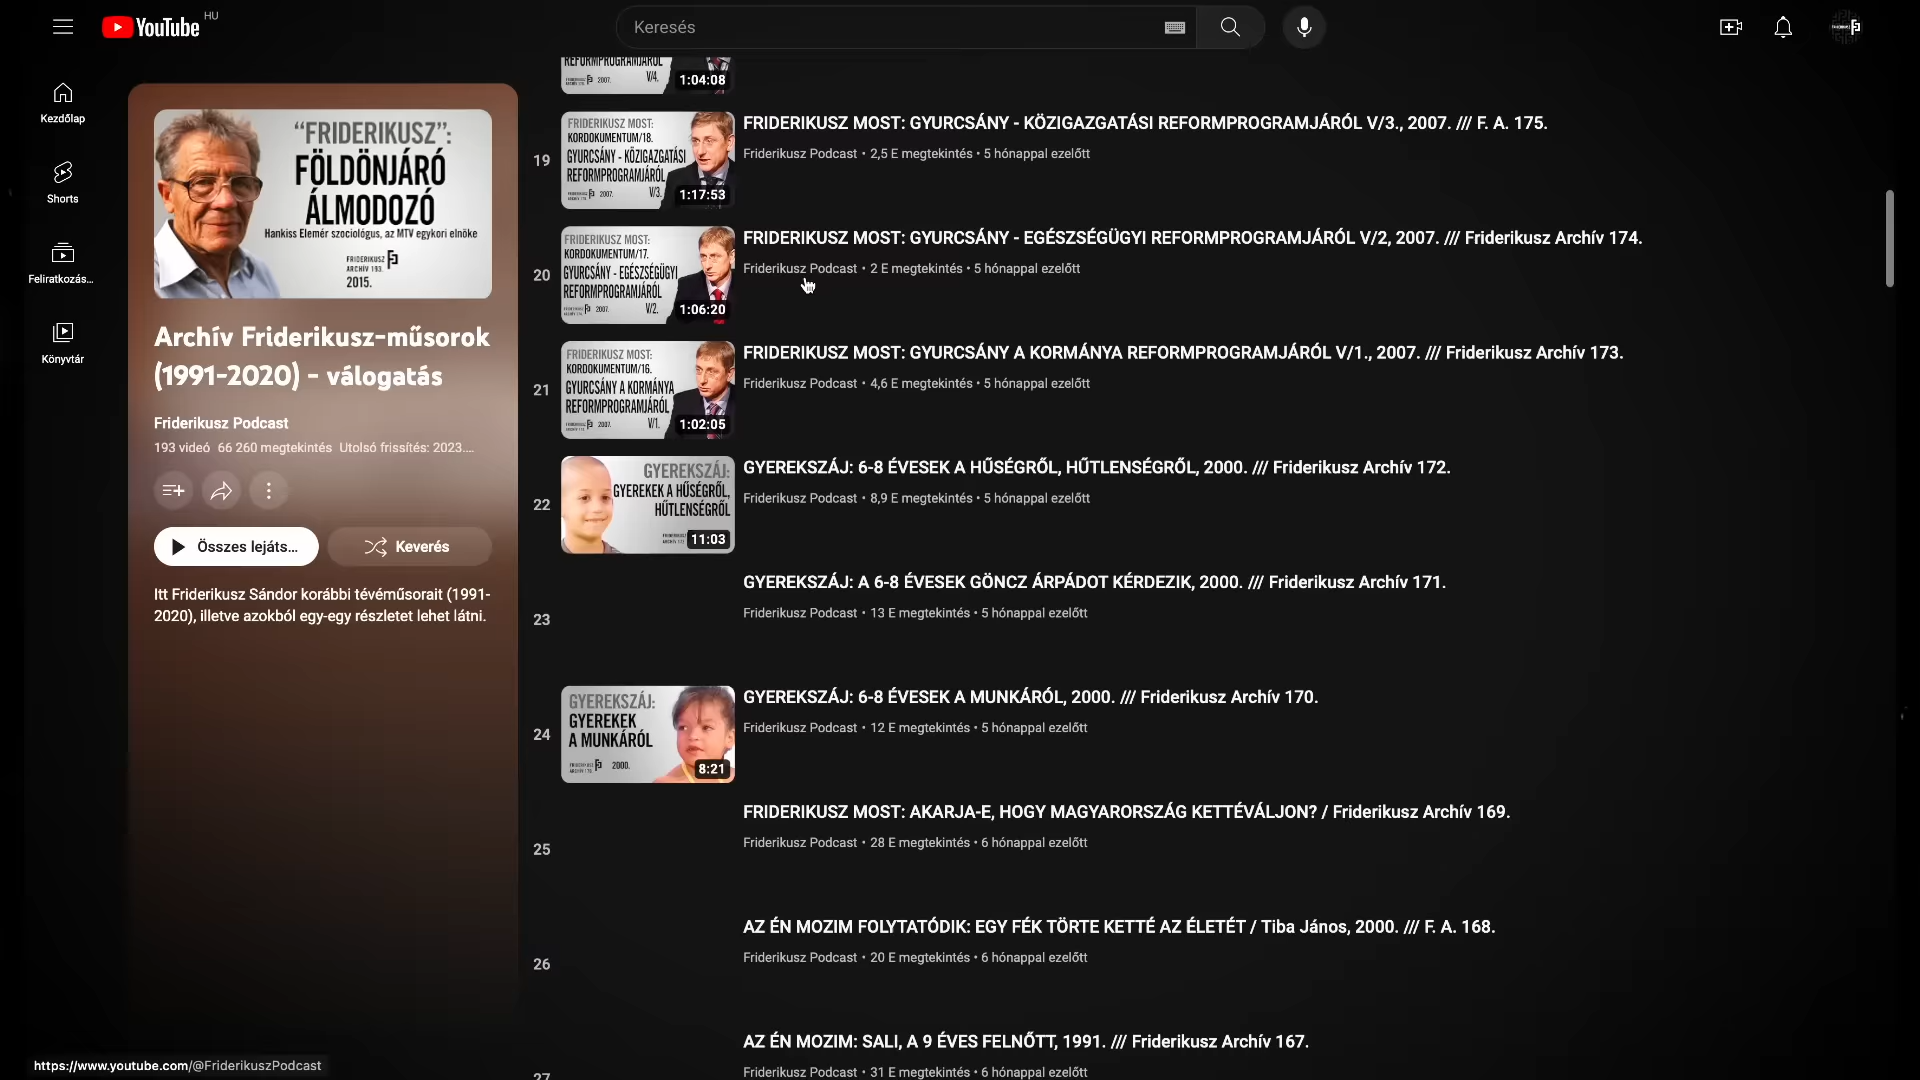 YouTube
HU
Keresés
Kezdőlap
Shorts
Feliratkozás...
Könyvtár
"FRIDERIKUSZ":
FÖLDÖNJÁRÓ
ÁLMODOZÓ
Hankiss Elemér szociológus, az MTV egykori elnöke
FRIDERIKUSZ
ARCHÍV 193.
2015.
Archív Friderikusz-műsorok
(1991-2020) - válogatás
Friderikusz Podcast
193 videó 66 260 megtekintés Utolsó frissítés: 2023....
Összes lejáts...
Keverés
Itt Friderikusz Sándor korábbi tévéműsorait (1991-
2020), illetve azokból egy-egy részletet lehet látni.
REFORMPROGRAMJÁRÓL
2007.
V/4.
1:04:08
19
FRIDERIKUSZ MOST:
KORDOKUMENTUM/18.
GYURCSÁNY - KÖZIGAZGATÁSI
REFORMPROGRAMJÁRÓL
2007.
V/3.
1:17:53
FRIDERIKUSZ MOST: GYURCSÁNY - KÖZIGAZGATÁSI REFORMPROGRAMJÁRÓL V/3., 2007. /// F. A. 175.
Friderikusz Podcast • 2,5 E megtekintés • 5 hónappal ezelőtt
20
FRIDERIKUSZ MOST:
KORDOKUMENTUM/17.
GYURCSÁNY - EGÉSZSÉGÜGYI
REFORMPROGRAMJÁRÓL
2007.
V/2.
1:06:20
FRIDERIKUSZ MOST: GYURCSÁNY - EGÉSZSÉGÜGYI REFORMPROGRAMJÁRÓL V/2, 2007. /// Friderikusz Archív 174.
Friderikusz Podcast • 2 E megtekintés • 5 hónappal ezelőtt
21
FRIDERIKUSZ MOST:
KORDOKUMENTUM/16.
GYURCSÁNY A KORMÁNYA
REFORMPROGRAMJÁRÓL
2007.
V/1.
1:02:05
FRIDERIKUSZ MOST: GYURCSÁNY A KORMÁNYA REFORMPROGRAMJÁRÓL V/1., 2007. /// Friderikusz Archív 173.
Friderikusz Podcast • 4,6 E megtekintés • 5 hónappal ezelőtt
22
GYEREKSZÁJ:
GYEREKEK A HŰSÉGRŐL,
HŰTLENSÉGRŐL
11:03
GYEREKSZÁJ: 6-8 ÉVESEK A HŰSÉGRŐL, HŰTLENSÉGRŐL, 2000. /// Friderikusz Archív 172.
Friderikusz Podcast • 8,9 E megtekintés • 5 hónappal ezelőtt
23
GYEREKSZÁJ: A 6-8 ÉVESEK GÖNCZ ÁRPÁDOT KÉRDEZIK, 2000. /// Friderikusz Archív 171.
Friderikusz Podcast • 13 E megtekintés • 5 hónappal ezelőtt
24
GYEREKSZÁJ:
GYEREKEK
A MUNKÁRÓL
2000.
8:21
GYEREKSZÁJ: 6-8 ÉVESEK A MUNKÁRÓL, 2000. /// Friderikusz Archív 170.
Friderikusz Podcast • 12 E megtekintés • 5 hónappal ezelőtt
25
FRIDERIKUSZ MOST: AKARJA-E, HOGY MAGYARORSZÁG KETTÉVÁLJON? / Friderikusz Archív 169.
Friderikusz Podcast • 28 E megtekintés • 6 hónappal ezelőtt
26
AZ ÉN MOZIM FOLYTATÓDIK: EGY FÉK TÖRTE KETTÉ AZ ÉLETÉT / Tiba János, 2000. /// F. A. 168.
Friderikusz Podcast • 20 E megtekintés • 6 hónappal ezelőtt
27
AZ ÉN MOZIM: SALI, A 9 ÉVES FELNŐTT, 1991. /// Friderikusz Archív 167.
Friderikusz Podcast • 31 E megtekintés • 6 hónappal ezelőtt
https://www.youtube.com/@FriderikuszPodcast